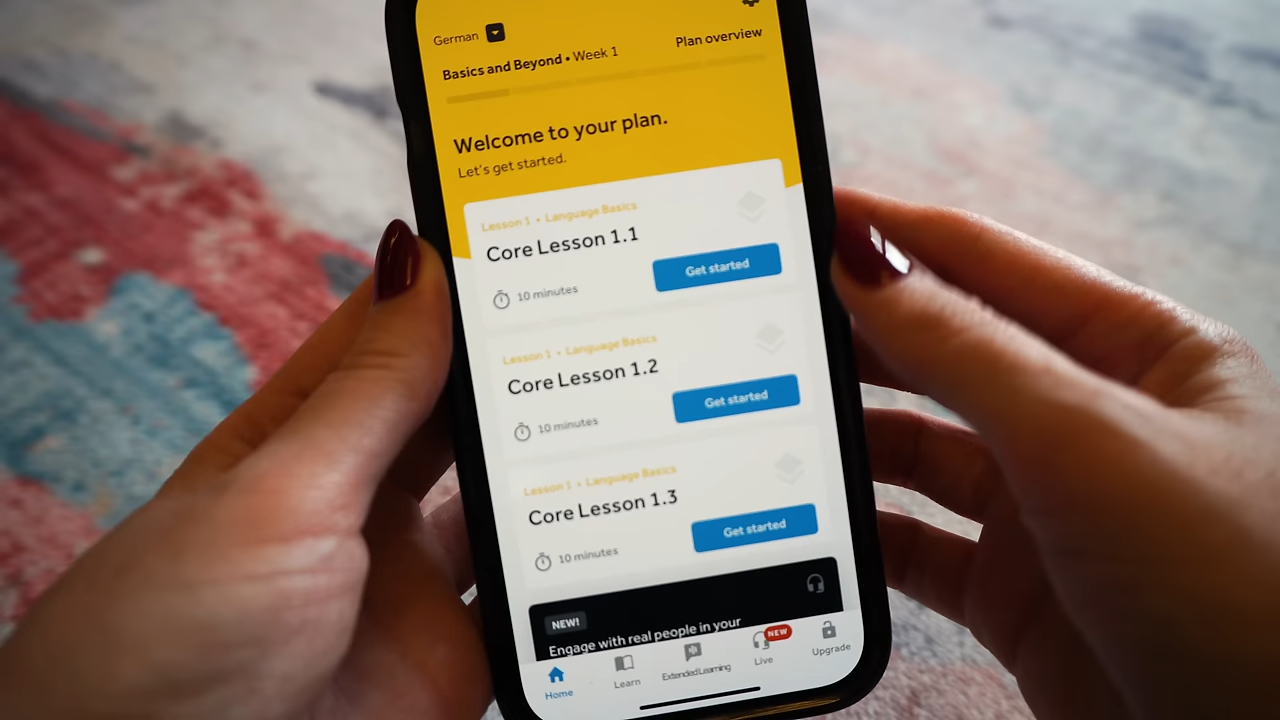 German
Basics and Beyond • Week 1
Plan overview
Welcome to your plan.
Let's get started.
Lesson 1 • Language Basics
Core Lesson 1.1
10 minutes
Get started
Lesson 1 • Language Basics
Core Lesson 1.2
10 minutes
Get started
Lesson 1 • Language Basics
Core Lesson 1.3
10 minutes
Get started
NEW!
Engage with real people in your
Home
Learn
Extended Learning
Live
NEW
Upgrade